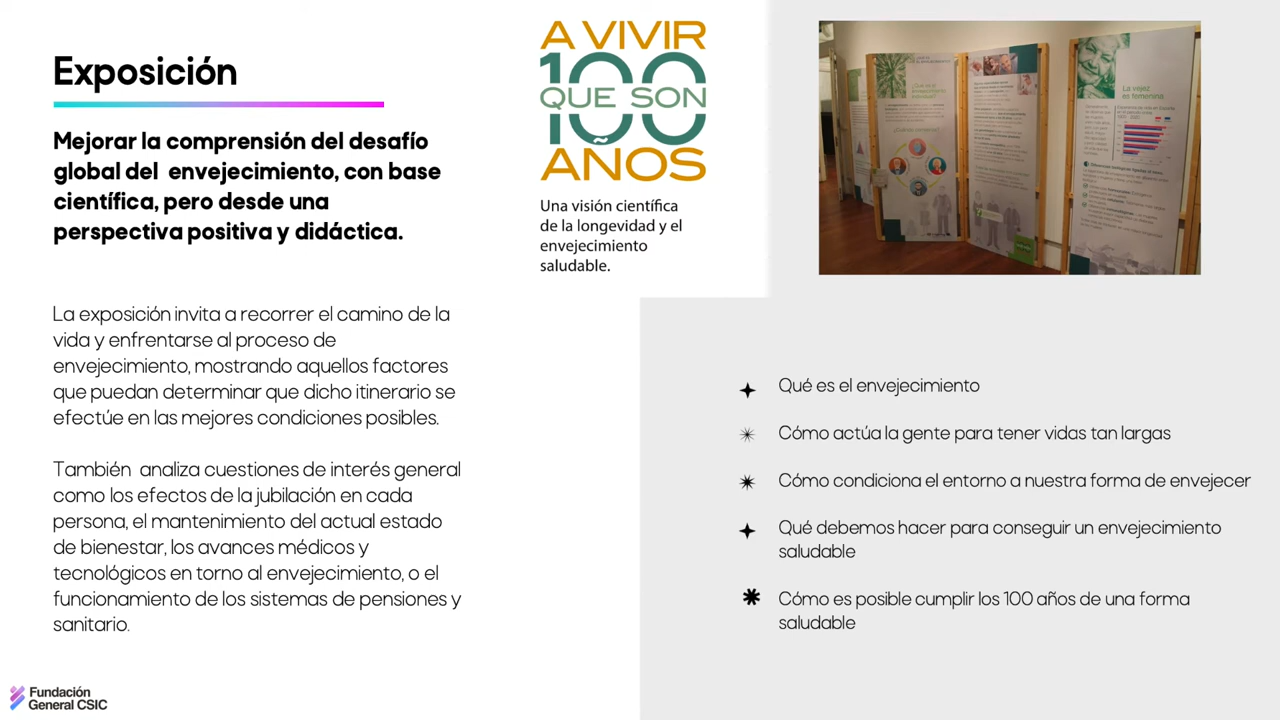 Exposición
Mejorar la comprensión del desafío
global del envejecimiento, con base
científica, pero desde una
perspectiva positiva y didáctica.
La exposición invita a recorrer el camino de la
vida y enfrentarse al proceso de
envejecimiento, mostrando aquellos factores
que puedan determinar que dicho itinerario se
efectúe en las mejores condiciones posibles.
También analiza cuestiones de interés general
como los efectos de la jubilación en cada
persona, el mantenimiento del actual estado
de bienestar, los avances médicos y
tecnológicos en torno al envejecimiento, o el
funcionamiento de los sistemas de pensiones y
sanitario.
A VIVIR
100
QUE SON
100
AÑOS
Una visión científica
de la longevidad y el
envejecimiento
saludable.
La vejez
es femenina
Qué es el envejecimiento
Cómo actúa la gente para tener vidas tan largas
Cómo condiciona el entorno a nuestra forma de envejecer
Qué debemos hacer para conseguir un envejecimiento
saludable
Cómo es posible cumplir los 100 años de una forma
saludable
Fundación
General CSIC